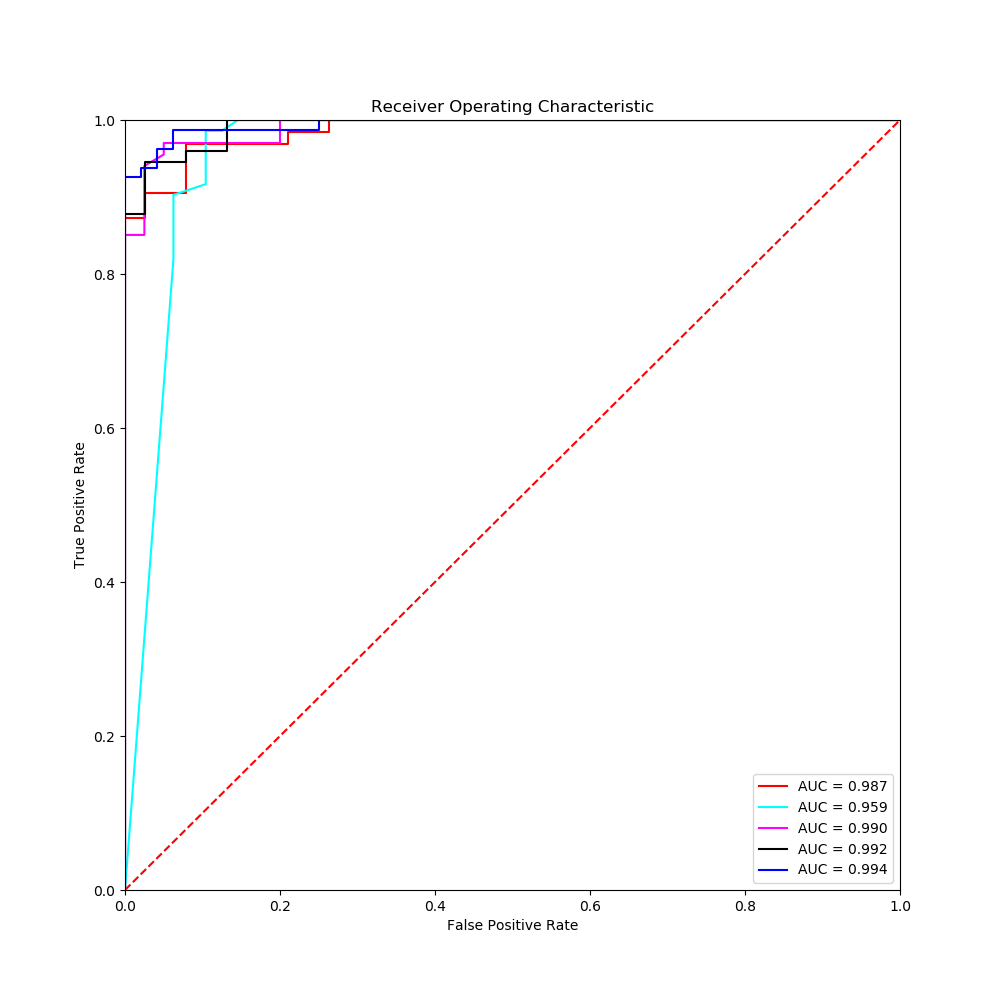 Receiver Operating Characteristic
1.0
0.8
0.6
0.4
0.2
0.0
True Positive Rate
0.0 0.2 0.4 0.6 0.8 1.0
False Positive Rate
AUC = 0.987
AUC = 0.959
AUC = 0.990
AUC = 0.992
AUC = 0.994